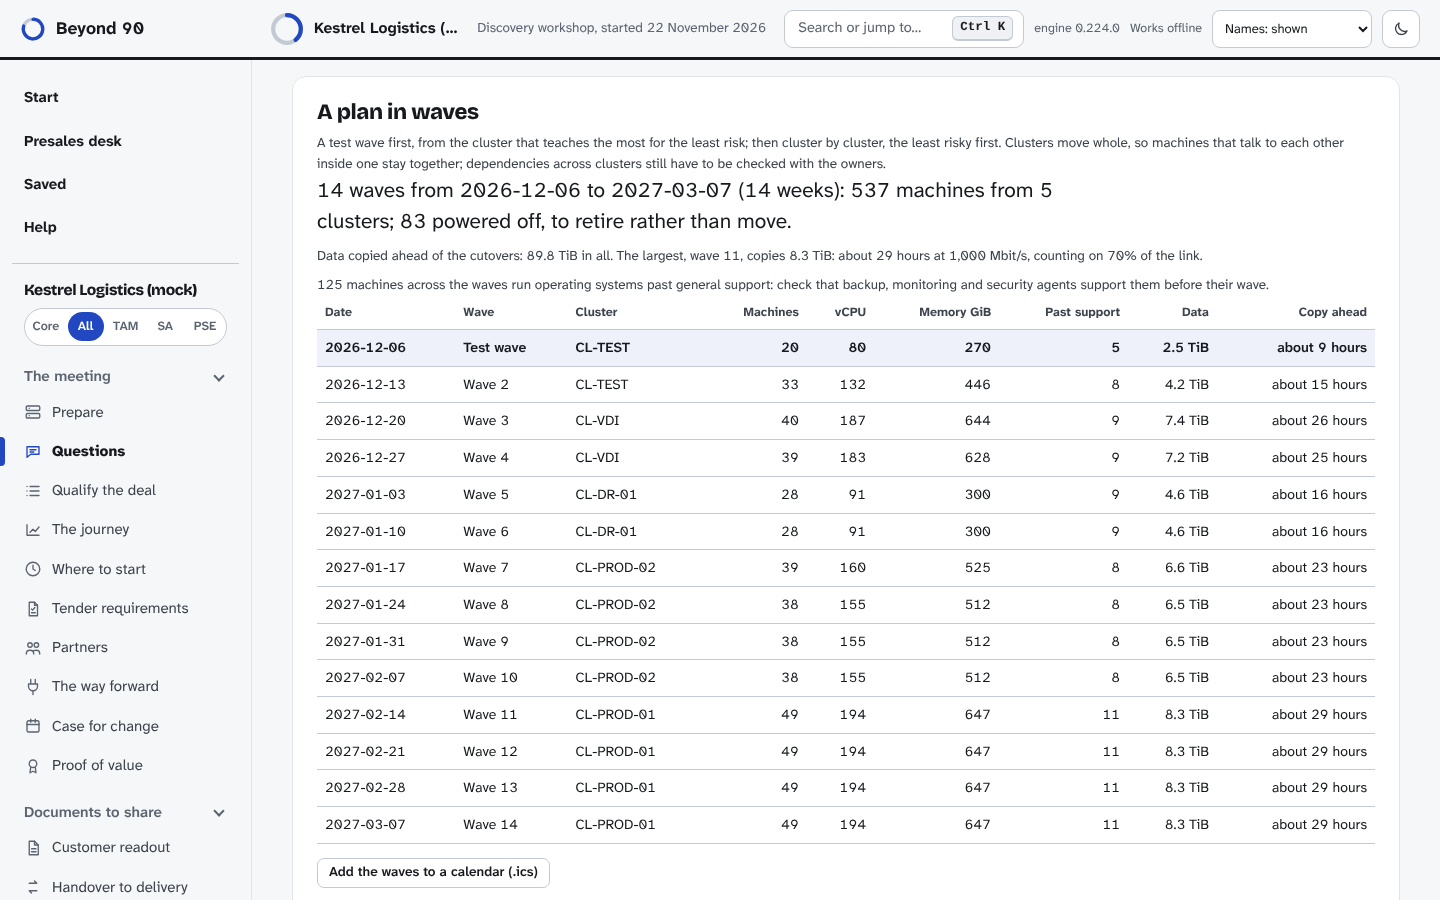 Beyond 90
Kestrel Logistics (...
Discovery workshop, started 22 November 2026
Search or jump to...
Ctrl K
engine 0.224.0
Works offline
Names: shown
Start
Presales desk
Saved
Help
Kestrel Logistics (mock)
Core All TAM SA PSE
The meeting
Prepare
Questions
Qualify the deal
The journey
Where to start
Tender requirements
Partners
The way forward
Case for change
Proof of value
Documents to share
Customer readout
Handover to delivery
A plan in waves
A test wave first, from the cluster that teaches the most for the least risk; then cluster by cluster, the least risky first. Clusters move whole, so machines that talk to each other
inside one stay together; dependencies across clusters still have to be checked with the owners.
14 waves from 2026-12-06 to 2027-03-07 (14 weeks): 537 machines from 5
clusters; 83 powered off, to retire rather than move.
Data copied ahead of the cutovers: 89.8 TiB in all. The largest, wave 11, copies 8.3 TiB: about 29 hours at 1,000 Mbit/s, counting on 70% of the link.
125 machines across the waves run operating systems past general support: check that backup, monitoring and security agents support them before their wave.
Date Wave Cluster Machines vCPU Memory GiB Past support Data Copy ahead
2026-12-06 Test wave CL-TEST 20 80 270 5 2.5 TiB about 9 hours
2026-12-13 Wave 2 CL-TEST 33 132 446 8 4.2 TiB about 15 hours
2026-12-20 Wave 3 CL-VDI 40 187 644 9 7.4 TiB about 26 hours
2026-12-27 Wave 4 CL-VDI 39 183 628 9 7.2 TiB about 25 hours
2027-01-03 Wave 5 CL-DR-01 28 91 300 9 4.6 TiB about 16 hours
2027-01-10 Wave 6 CL-DR-01 28 91 300 9 4.6 TiB about 16 hours
2027-01-17 Wave 7 CL-PROD-02 39 160 525 8 6.6 TiB about 23 hours
2027-01-24 Wave 8 CL-PROD-02 38 155 512 8 6.5 TiB about 23 hours
2027-01-31 Wave 9 CL-PROD-02 38 155 512 8 6.5 TiB about 23 hours
2027-02-07 Wave 10 CL-PROD-02 38 155 512 8 6.5 TiB about 23 hours
2027-02-14 Wave 11 CL-PROD-01 49 194 647 11 8.3 TiB about 29 hours
2027-02-21 Wave 12 CL-PROD-01 49 194 647 11 8.3 TiB about 29 hours
2027-02-28 Wave 13 CL-PROD-01 49 194 647 11 8.3 TiB about 29 hours
2027-03-07 Wave 14 CL-PROD-01 49 194 647 11 8.3 TiB about 29 hours
Add the waves to a calendar (.ics)